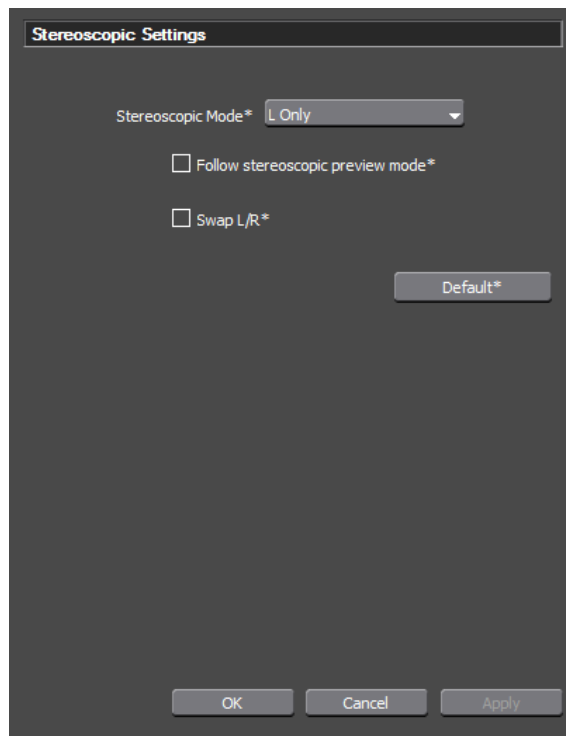 Stereoscopic Settings
Stereoscopic Mode* L Only
Follow stereoscopic preview mode*
Swap L/R*
Default*
OK Cancel Apply